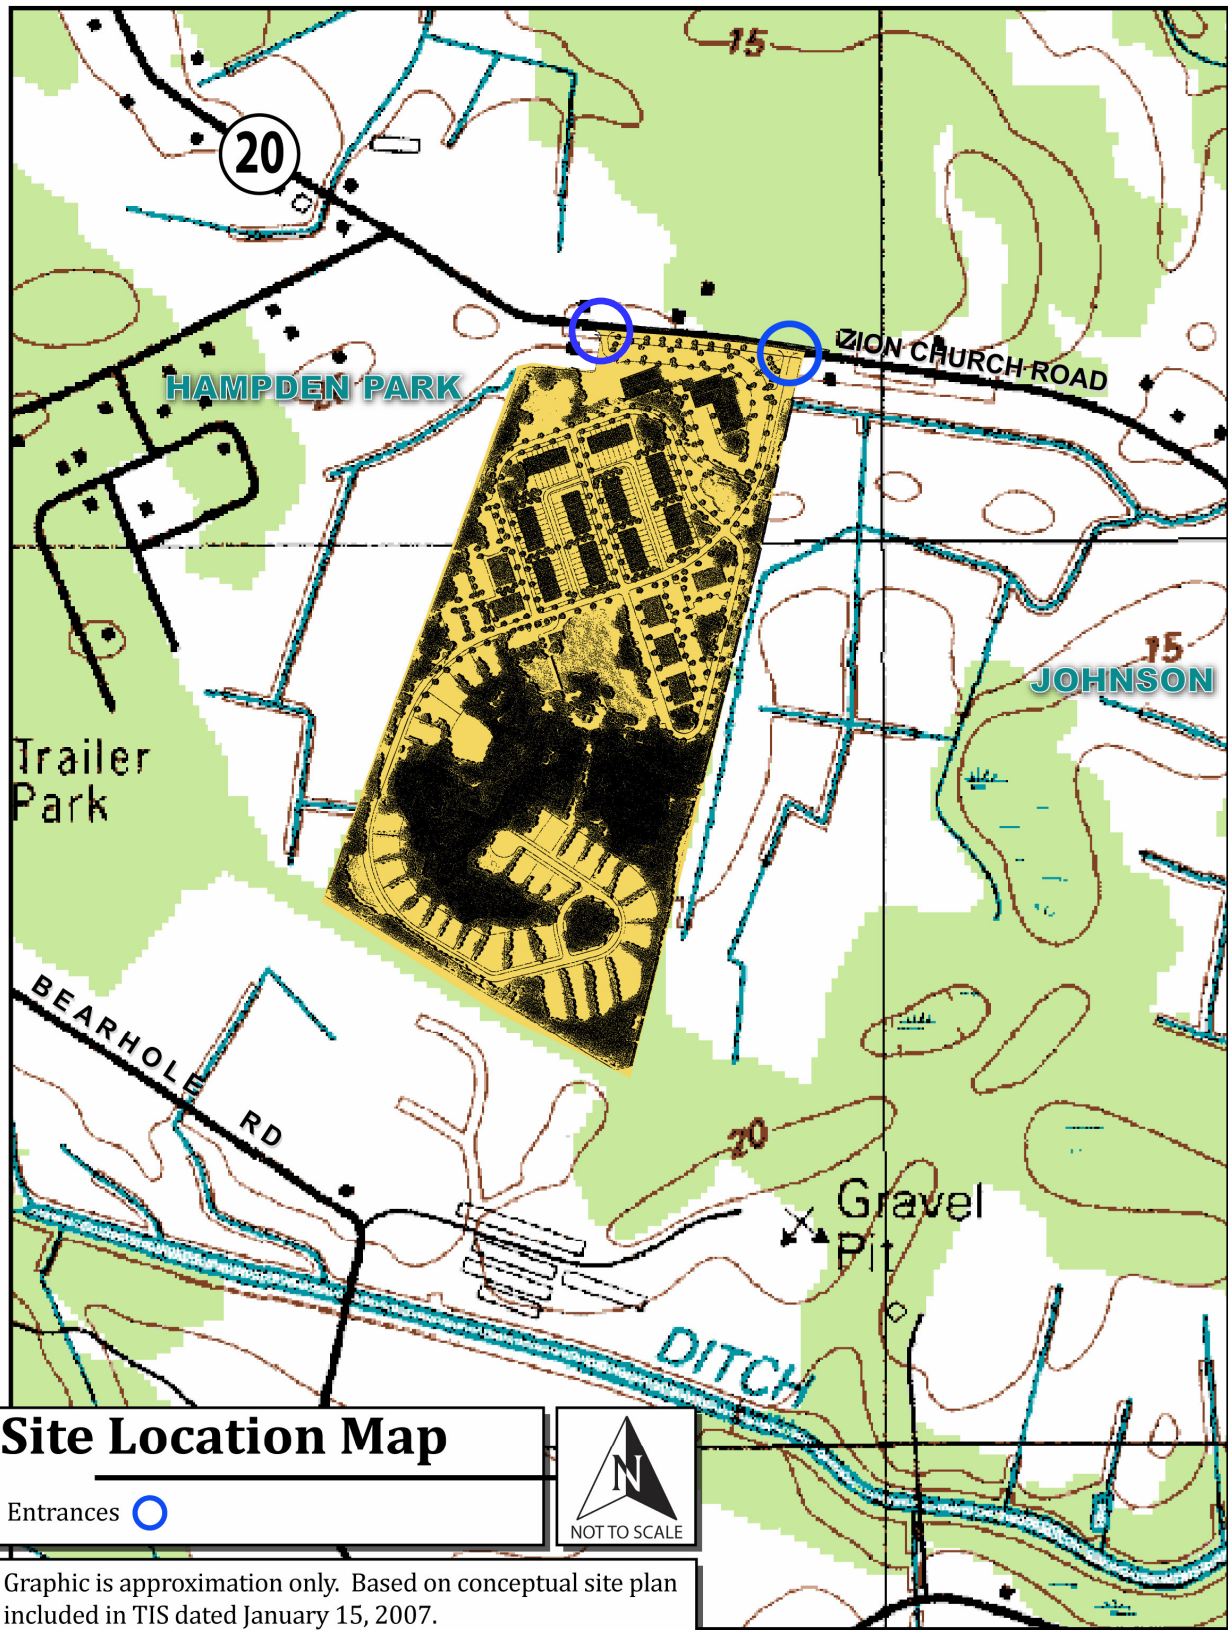 15
20
ZION CHURCH ROAD
HAMPDEN PARK
15
JOHNSON
Trailer
Park
BEARHOLE
RD
20
Gravel
Pit
DITCH
Site Location Map
Entrances
N
NOT TO SCALE
Graphic is approximation only. Based on conceptual site plan
included in TIS dated January 15, 2007.